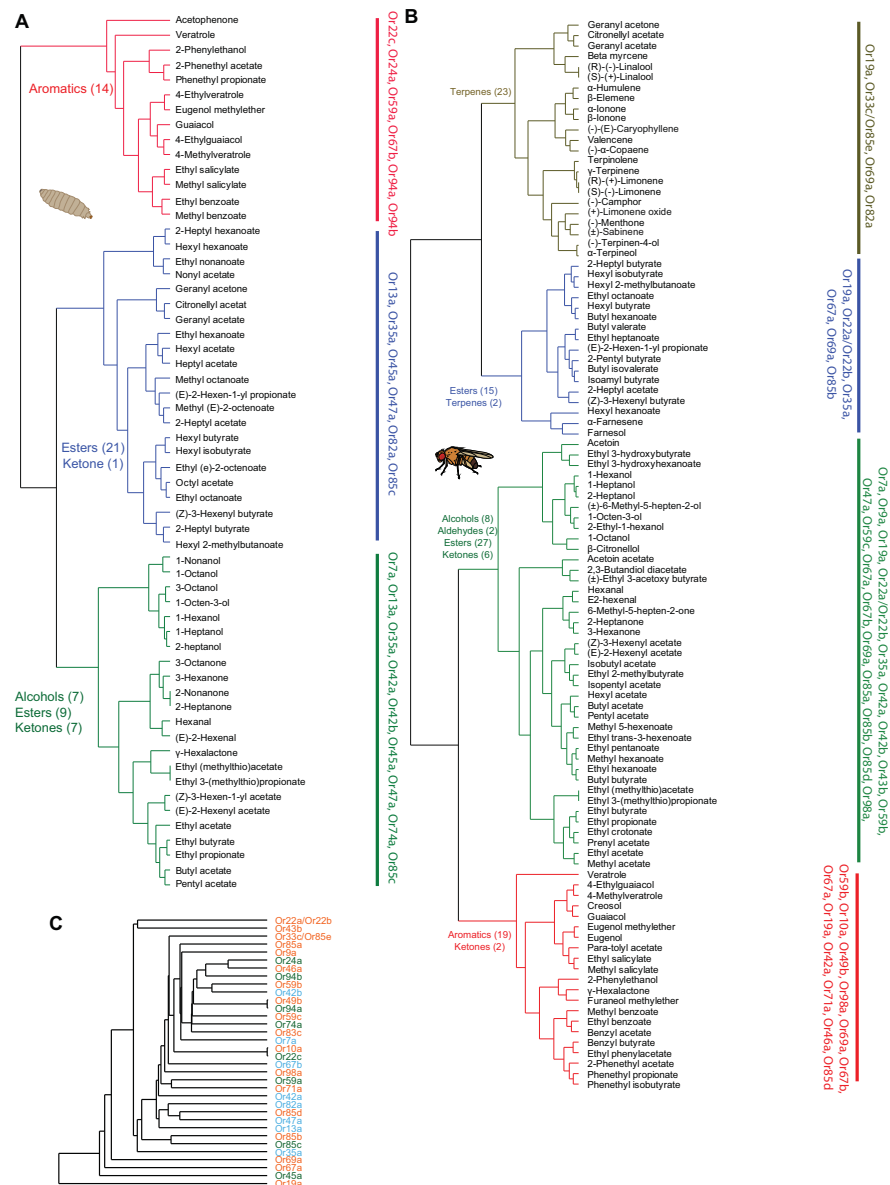 A
Acetophenone
Veratrole
2-Phenylethanol
2-Phenethyl acetate
Phenethyl propionate
4-Ethylveratrole
Eugenol methylether
Guaiacol
4-Ethylguaiacol
4-Methylveratrole
Ethyl salicylate
Methyl salicylate
Ethyl benzoate
Methyl benzoate
Aromatics (14)
Or22c, Or24a, Or59a, Or67b, Or94a, Or94b
2-Heptyl hexanoate
Hexyl hexanoate
Ethyl nonanoate
Nonyl acetate
Geranyl acetone
Citronellyl acetat
Geranyl acetate
Ethyl hexanoate
Hexyl acetate
Heptyl acetate
Methyl octanoate
(E)-2-Hexen-1-yl propionate
Methyl (E)-2-octenoate
2-Heptyl acetate
Hexyl butyrate
Hexyl isobutyrate
Ethyl (e)-2-octenoate
Octyl acetate
Ethyl octanoate
(Z)-3-Hexenyl butyrate
2-Heptyl butyrate
Hexyl 2-methylbutanoate
Esters (21)
Ketone (1)
Or13a, Or35a, Or45a, Or47a, Or82a, Or85c
1-Nonanol
1-Octanol
3-Octanol
1-Octen-3-ol
1-Hexanol
1-Heptanol
2-heptanol
3-Octanone
3-Hexanone
2-Nonanone
2-Heptanone
Hexanal
(E)-2-Hexenal
γ-Hexalactone
Ethyl (methylthio)acetate
Ethyl 3-(methylthio)propionate
(Z)-3-Hexen-1-yl acetate
(E)-2-Hexenyl acetate
Ethyl acetate
Ethyl butyrate
Ethyl propionate
Butyl acetate
Pentyl acetate
Alcohols (7)
Esters (9)
Ketones (7)
Or7a, Or13a, Or35a, Or42a, Or42b, Or45a, Or47a, Or74a, Or85c
B
Geranyl acetone
Citronellyl acetate
Geranyl acetate
Beta myrcene
(R)-(-)-Linalool
(S)-(+)-Linalool
α-Humulene
β-Elemene
α-Ionone
β-Ionone
(-)-(E)-Caryophyllene
Valencene
(-)-α-Copaene
Terpinolene
γ-Terpinene
(R)-(+)-Limonene
(S)-(-)-Limonene
(-)-Camphor
(+)-Limonene oxide
(-)-Menthone
(±)-Sabinene
(-)-Terpinen-4-ol
α-Terpineol
Terpenes (23)
Or19a, Or33c/Or85e, Or69a, Or82a
2-Heptyl butyrate
Hexyl isobutyrate
Hexyl 2-methylbutanoate
Ethyl octanoate
Hexyl butyrate
Butyl hexanoate
Butyl valerate
Ethyl heptanoate
(E)-2-Hexen-1-yl propionate
2-Pentyl butyrate
Butyl isovalerate
Isoamyl butyrate
2-Heptyl acetate
(Z)-3-Hexenyl butyrate
Hexyl hexanoate
α-Farnesene
Farnesol
Esters (15)
Terpenes (2)
Or19a, Or22a/Or22b, Or35a,
Or67a, Or69a, Or85b
Acetoin
Ethyl 3-hydroxybutyrate
Ethyl 3-hydroxyhexanoate
1-Hexanol
1-Heptanol
2-Heptanol
(±)-6-Methyl-5-hepten-2-ol
1-Octen-3-ol
2-Ethyl-1-hexanol
1-Octanol
β-Citronellol
Acetoin acetate
2,3-Butandiol diacetate
(±)-Ethyl 3-acetoxy butyrate
Hexanal
E2-hexenal
6-Methyl-5-hepten-2-one
2-Heptanone
3-Hexanone
(Z)-3-Hexenyl acetate
(E)-2-Hexenyl acetate
Isobutyl acetate
Ethyl 2-methylbutyrate
Isopentyl acetate
Hexyl acetate
Butyl acetate
Pentyl acetate
Methyl 5-hexenoate
Ethyl trans-3-hexenoate
Ethyl pentanoate
Methyl hexanoate
Ethyl hexanoate
Butyl butyrate
Ethyl (methylthio)acetate
Ethyl 3-(methylthio)propionate
Ethyl butyrate
Ethyl propionate
Ethyl crotonate
Prenyl acetate
Ethyl acetate
Methyl acetate
Alcohols (8)
Aldehydes (2)
Esters (27)
Ketones (6)
Or7a, Or9a, Or19a, Or22a/Or22b, Or35a, Or42a, Or42b, Or43b, Or59b,
Or47a, Or59c, Or67a, Or67b, Or69a, Or85a, Or85b, Or85d, Or98a,
Veratrole
4-Ethylguaiacol
4-Methylveratrole
Creosol
Guaiacol
Eugenol methylether
Eugenol
Para-tolyl acetate
Ethyl salicylate
Methyl salicylate
2-Phenylethanol
γ-Hexalactone
Furaneol methylether
Methyl benzoate
Ethyl benzoate
Benzyl acetate
Benzyl butyrate
Ethyl phenylacetate
2-Phenethyl acetate
Phenethyl propionate
Phenethyl isobutyrate
Aromatics (19)
Ketones (2)
Or59b, Or10a, Or49b, Or98a, Or69a, Or67b,
Or67a, Or19a, Or42a, Or71a, Or46a, Or85d
C
Or22a/Or22b
Or43b
Or33c/Or85e
Or85a
Or9a
Or24a
Or46a
Or94b
Or59b
Or42b
Or49b
Or94a
Or59c
Or74a
Or83c
Or7a
Or10a
Or22c
Or67b
Or98a
Or59a
Or71a
Or42a
Or82a
Or85d
Or47a
Or13a
Or85b
Or85c
Or35a
Or69a
Or67a
Or45a
Or19a